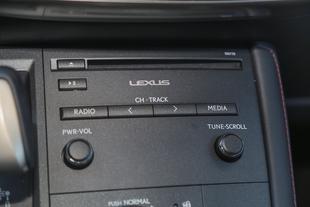 LEXUS
CH · TRACK
RADIO < > MEDIA
PWR·VOL TUNE·SCROLL
PUSH NORMAL